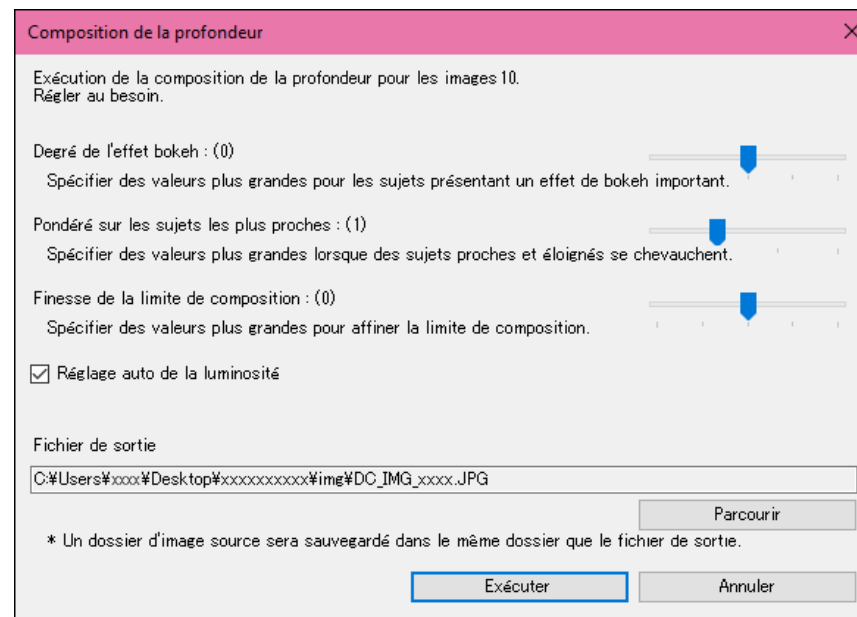 Composition de la profondeur
Exécution de la composition de la profondeur pour les images 10.
Régler au besoin.
Degré de l'effet bokeh : (0)
Spécifier des valeurs plus grandes pour les sujets présentant un effet de bokeh important.
Pondéré sur les sujets les plus proches : (1)
Spécifier des valeurs plus grandes lorsque des sujets proches et éloignés se chevauchent.
Finesse de la limite de composition : (0)
Spécifier des valeurs plus grandes pour affiner la limite de composition.
Réglage auto de la luminosité
Fichier de sortie
C:¥Users¥xxxx¥Desktop¥xxxxxxxxxx¥img¥DC_IMG_xxxx.JPG
Parcourir
* Un dossier d'image source sera sauvegardé dans le même dossier que le fichier de sortie.
Exécuter
Annuler